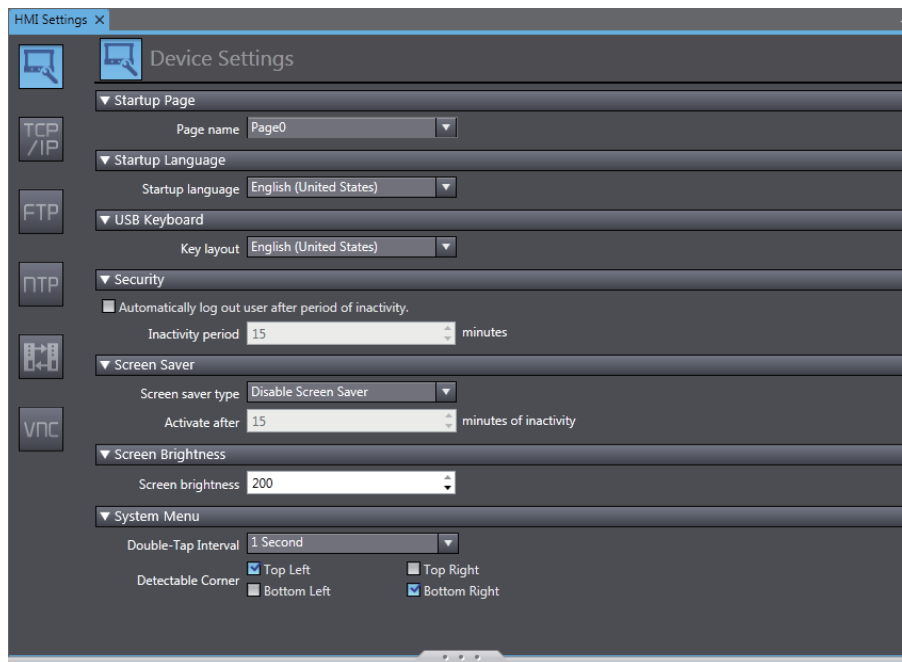 HMI Settings
Device Settings
Startup Page
Page name Page0
TCP
/IP
Startup Language
Startup language English (United States)
FTP
USB Keyboard
Key layout English (United States)
NTP
Security
Automatically log out user after period of inactivity.
Inactivity period 15 minutes
Screen Saver
Screen saver type Disable Screen Saver
Activate after 15 minutes of inactivity
VNC
Screen Brightness
Screen brightness 200
System Menu
Double-Tap Interval 1 Second
Detectable Corner Top Left Top Right
Bottom Left Bottom Right